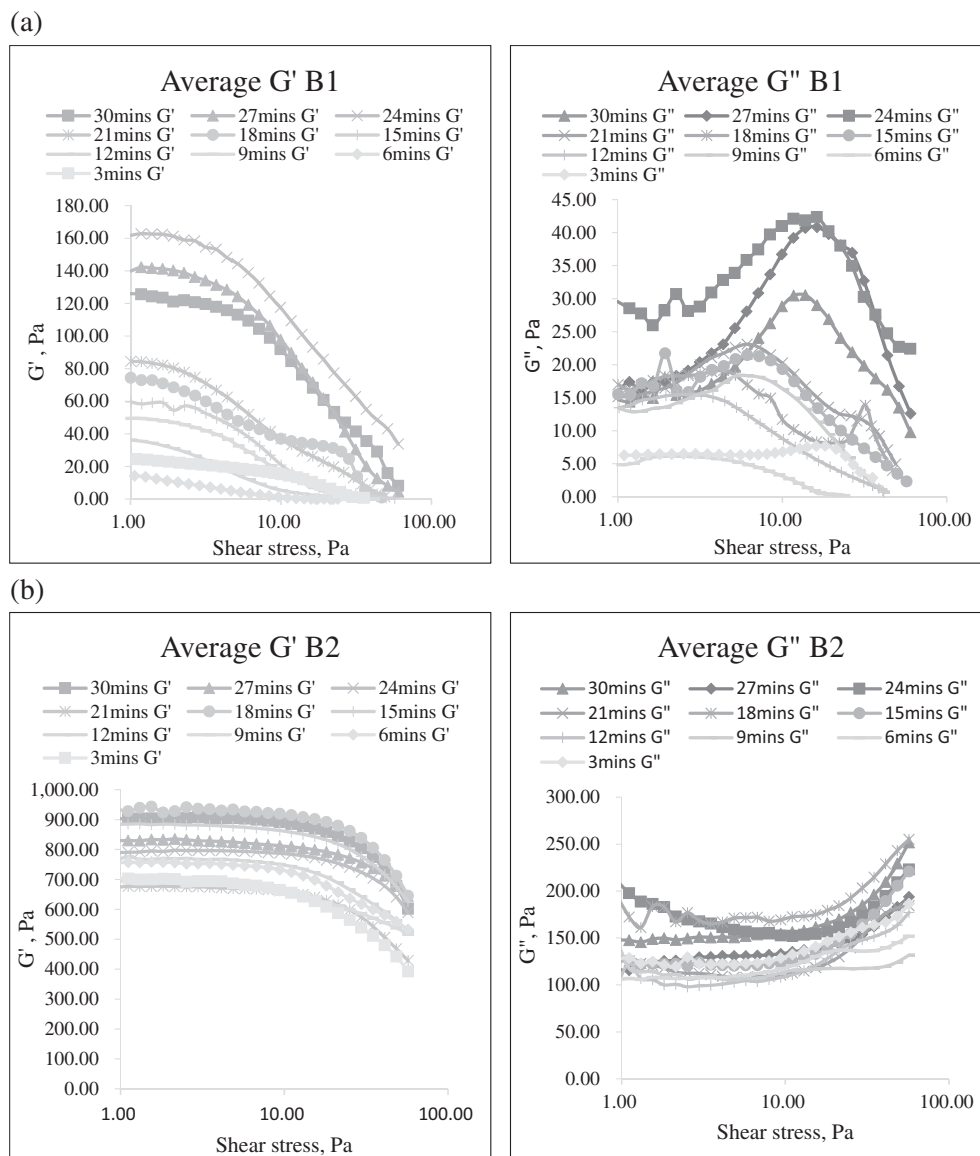 (a)
Average G' B1
30mins G' 27mins G' 24mins G'
21mins G' 18mins G' 15mins G'
12mins G' 9mins G' 6mins G'
3mins G'
180.00
160.00
140.00
120.00
100.00
80.00
60.00
40.00
20.00
0.00
G' , Pa
1.00 10.00 100.00
Shear stress, Pa
Average G" B1
30mins G" 27mins G" 24mins G"
21mins G" 18mins G" 15mins G"
12mins G" 9mins G" 6mins G"
3mins G"
45.00
40.00
35.00
30.00
25.00
20.00
15.00
10.00
5.00
0.00
G", Pa
1.00 10.00 100.00
Shear stress, Pa
(b)
Average G' B2
30mins G' 27mins G' 24mins G'
21mins G' 18mins G' 15mins G'
12mins G' 9mins G' 6mins G'
3mins G'
1,000.00
900.00
800.00
700.00
600.00
500.00
400.00
300.00
200.00
100.00
0.00
G' , Pa
1.00 10.00 100.00
Shear stress, Pa
Average G" B2
30mins G" 27mins G" 24mins G"
21mins G" 18mins G" 15mins G"
12mins G" 9mins G" 6mins G"
3mins G"
300.00
250.00
200.00
150.00
100.00
50.00
0.00
G", Pa
1.00 10.00 100.00
Shear stress, Pa